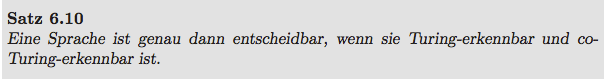 Satz 6.10
Eine Sprache ist genau dann entscheidbar, wenn sie Turing-erkennbar und co-
Turing-erkennbar ist.